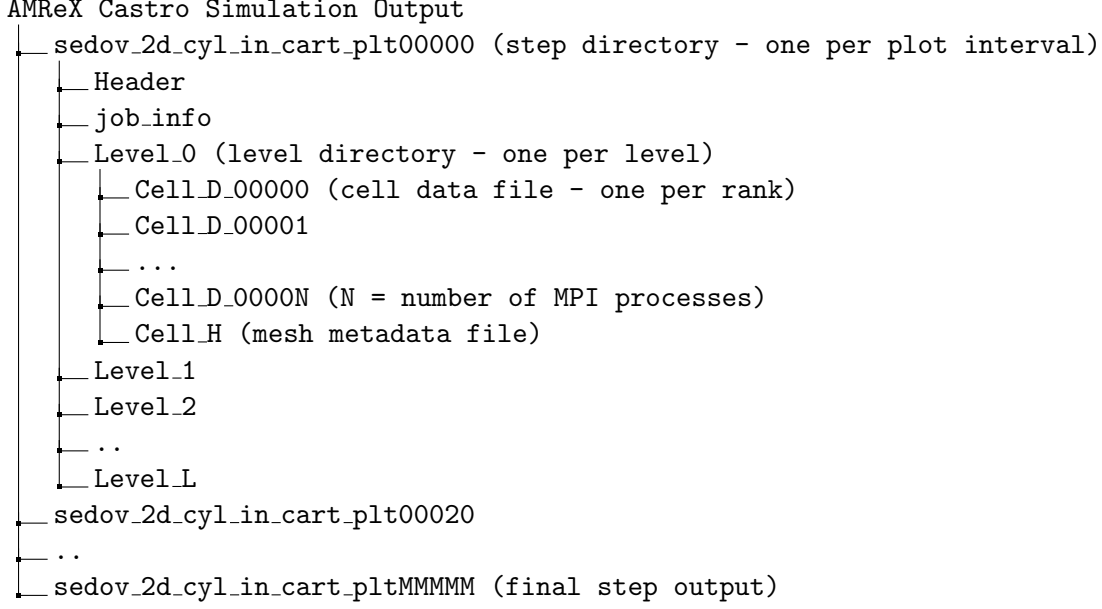 AMReX Castro Simulation Output
sedov_2d_cyl_in_cart_plt00000 (step directory - one per plot interval)
Header
job_info
Level_0 (level directory - one per level)
Cell_D_00000 (cell data file - one per rank)
Cell_D_00001
...
Cell_D_0000N (N = number of MPI processes)
Cell_H (mesh metadata file)
Level_1
Level_2
..
Level_L
sedov_2d_cyl_in_cart_plt00020
..
sedov_2d_cyl_in_cart_pltMMMMM (final step output)